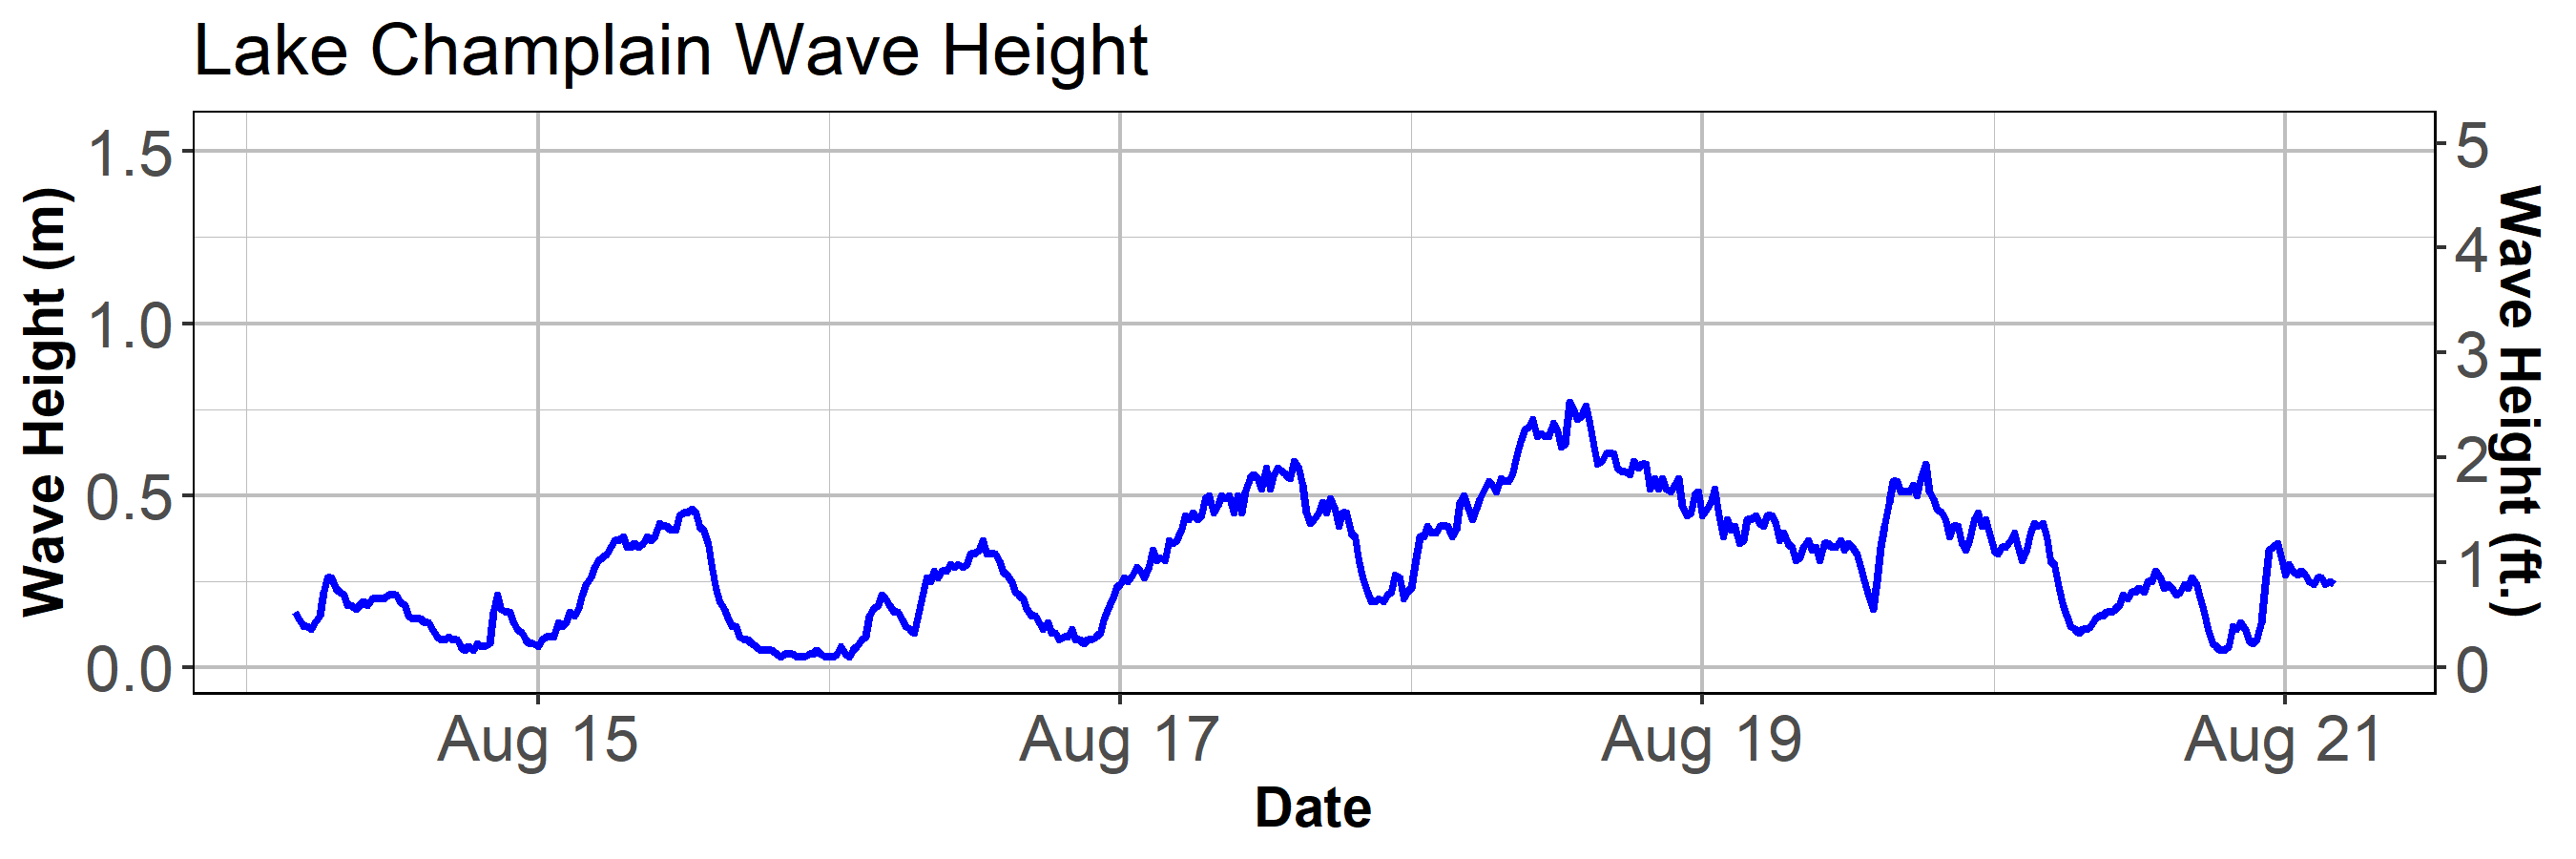 Lake Champlain Wave Height
Wave Height (m)
1.5
1.0
0.5
0.0
5
4
3
2
1
0
Wave Height (ft.)
Aug 15
Aug 17
Aug 19
Aug 21
Date